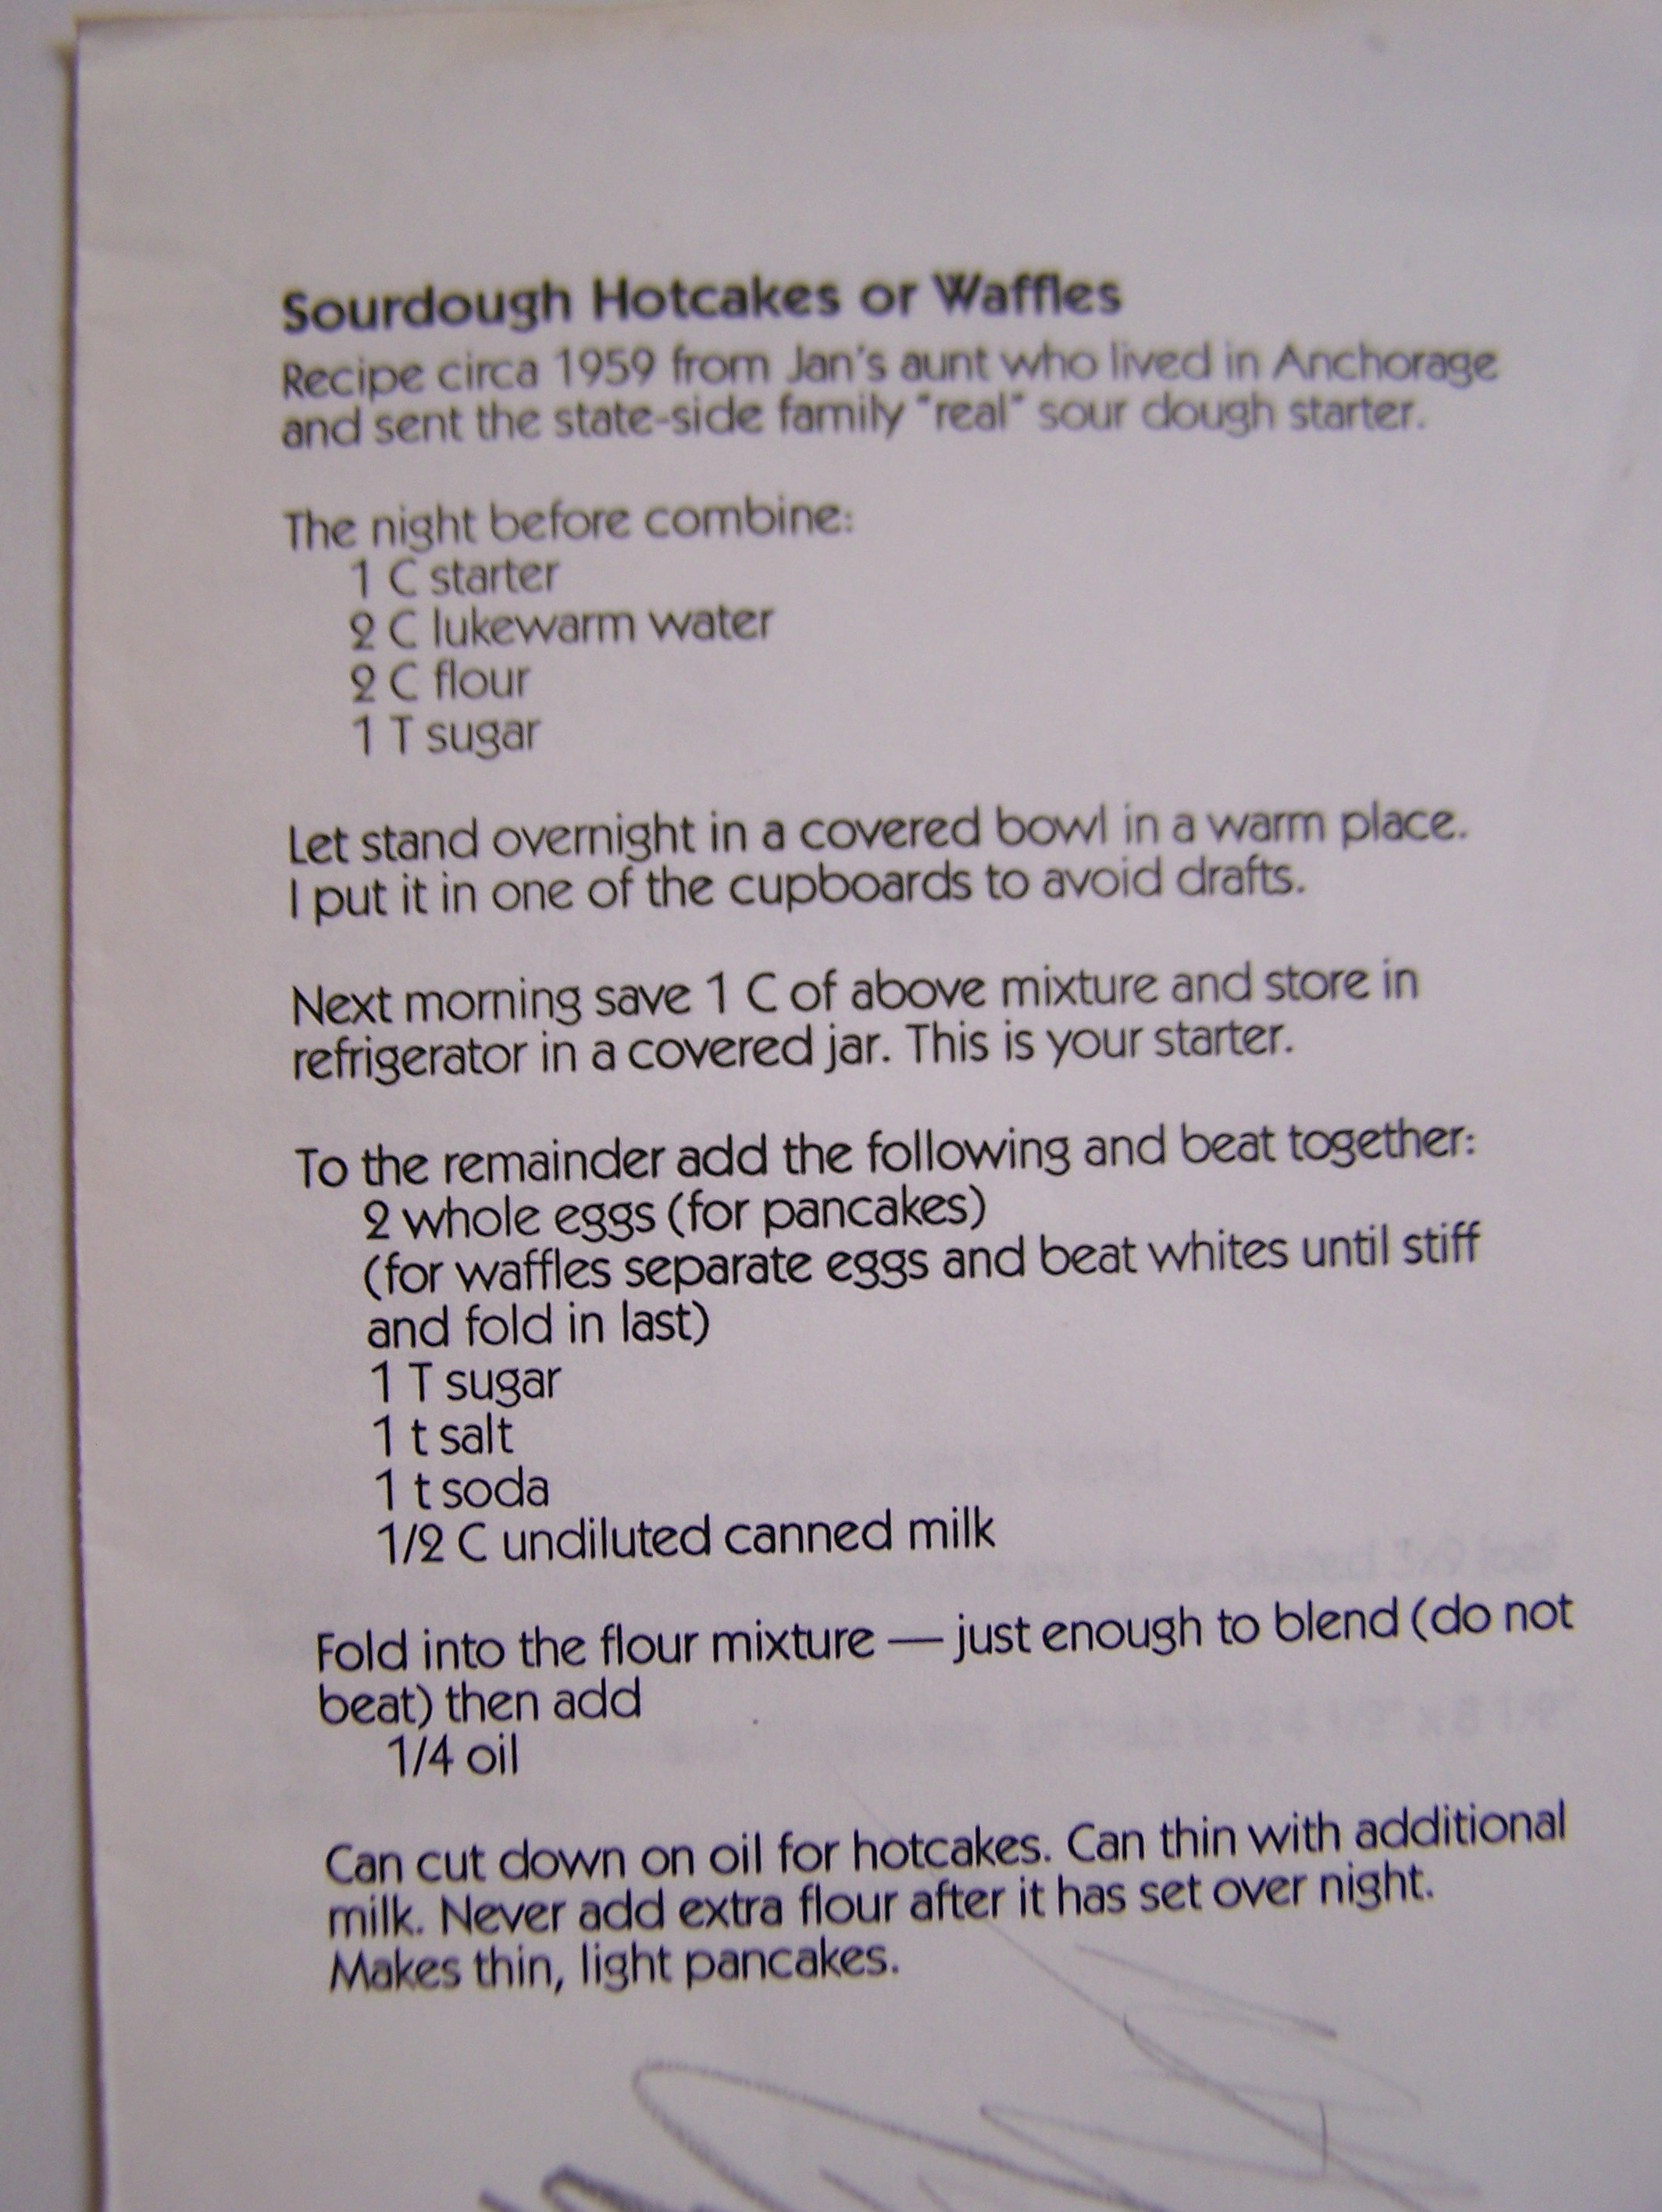 Sourdough Hotcakes or Waffles
Recipe circa 1959 from Jan's aunt who lived in Anchorage
and sent the state-side family "real" sour dough starter.
The night before combine:
1 C starter
2 C lukewarm water
2 C flour
1 T sugar
Let stand overnight in a covered bowl in a warm place.
I put it in one of the cupboards to avoid drafts.
Next morning save 1 C of above mixture and store in
refrigerator in a covered jar. This is your starter.
To the remainder add the following and beat together:
2 whole eggs (for pancakes)
(for waffles separate eggs and beat whites until stiff
and fold in last)
1 T sugar
1 t salt
1 t soda
1/2 C undiluted canned milk
Fold into the flour mixture — just enough to blend (do not
beat) then add
1/4 oil
Can cut down on oil for hotcakes. Can thin with additional
milk. Never add extra flour after it has set over night.
Makes thin, light pancakes.